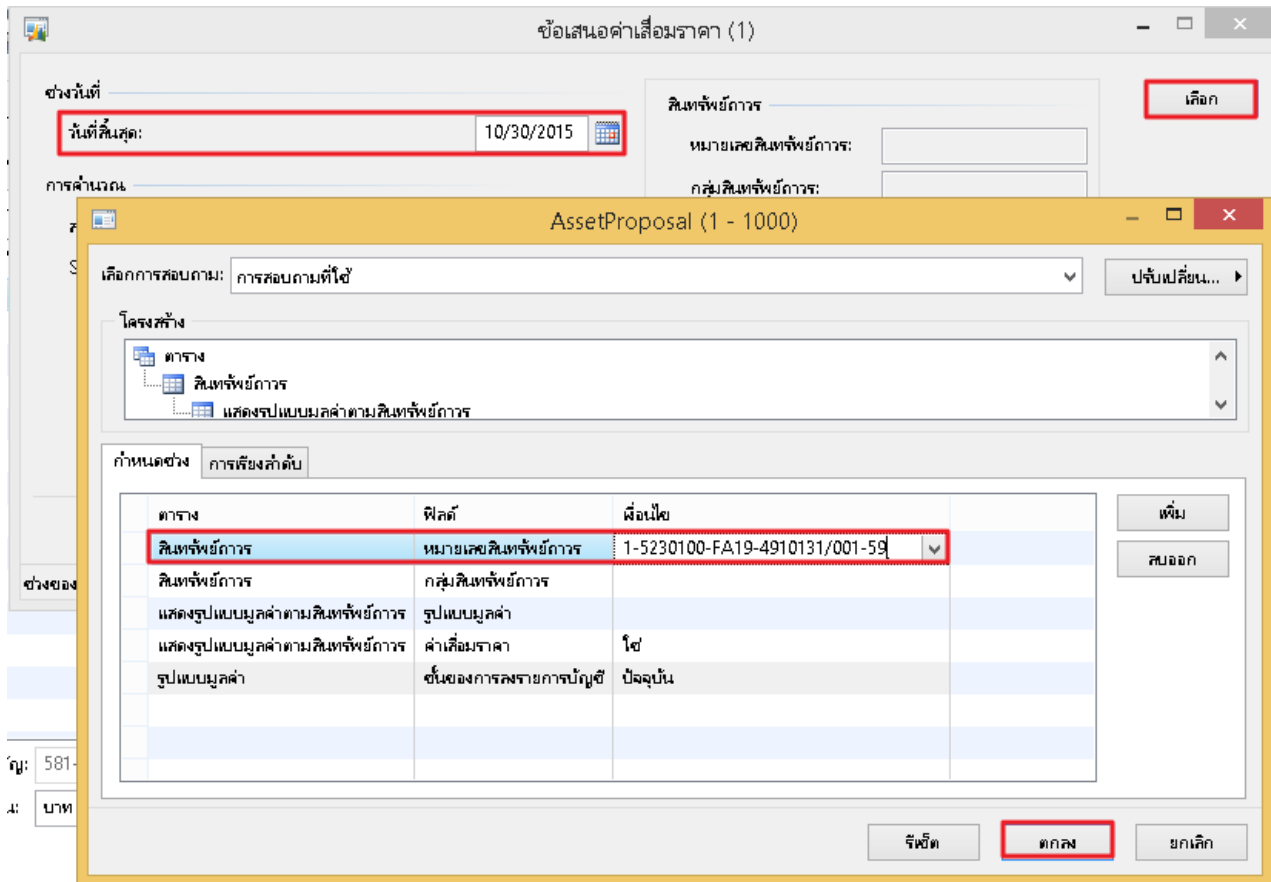 ข้อเสนอค่าเสื่อมราคา (1)
ช่วงวันที่
วันที่สิ้นสุด: 10/30/2015
สินทรัพย์ถาวร
เลือก
หมายเลขสินทรัพย์ถาวร:
การคำนวณ
กลุ่มสินทรัพย์ถาวร:
AssetProposal (1 - 1000)
เลือกการสอบถาม: การสอบถามที่ใช้
ปรับเปลี่ยน...
โครงสร้าง
ตาราง
สินทรัพย์ถาวร
แสดงรูปแบบมูลค่าตามสินทรัพย์ถาวร
กำหนดช่วง การเรียงลำดับ
ตาราง ฟิลด์ เงื่อนไข
เพิ่ม
สินทรัพย์ถาวร หมายเลขสินทรัพย์ถาวร 1-5230100-FA19-4910131/001-59
ลบออก
สินทรัพย์ถาวร กลุ่มสินทรัพย์ถาวร
ช่วงของ
แสดงรูปแบบมูลค่าตามสินทรัพย์ถาวร รูปแบบมูลค่า
แสดงรูปแบบมูลค่าตามสินทรัพย์ถาวร ค่าเสื่อมราคา ใช่
รูปแบบมูลค่า ชั้นของการลงรายการบัญชี ปัจจุบัน
581-
บาท
รีเซ็ต ตกลง ยกเลิก